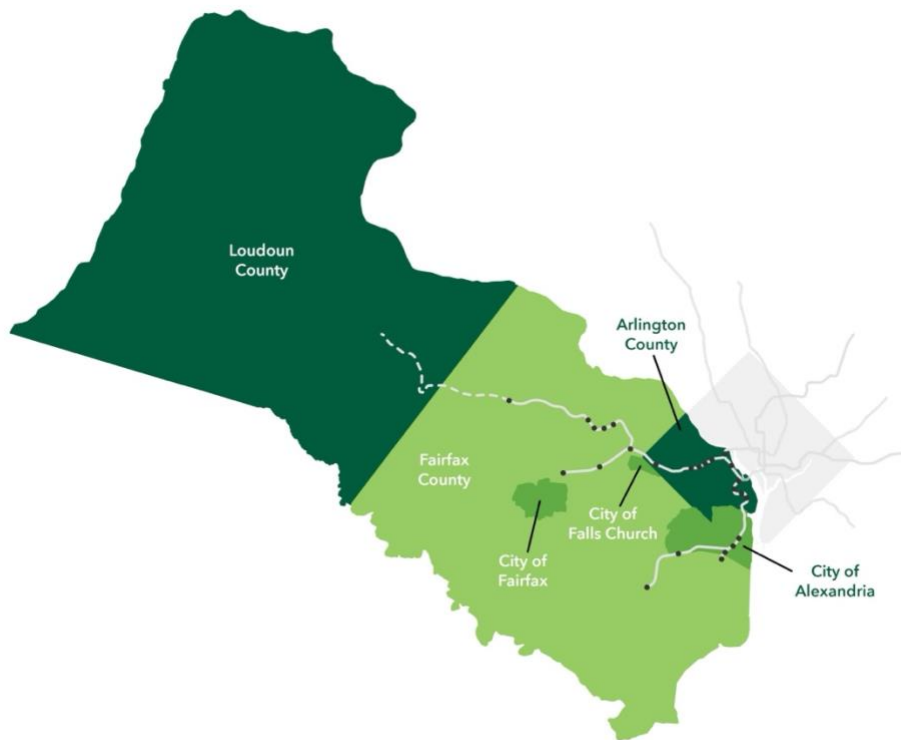 Loudoun
County
Arlington
County
Fairfax
County
City of
Falls Church
City of
Fairfax
City of
Alexandria